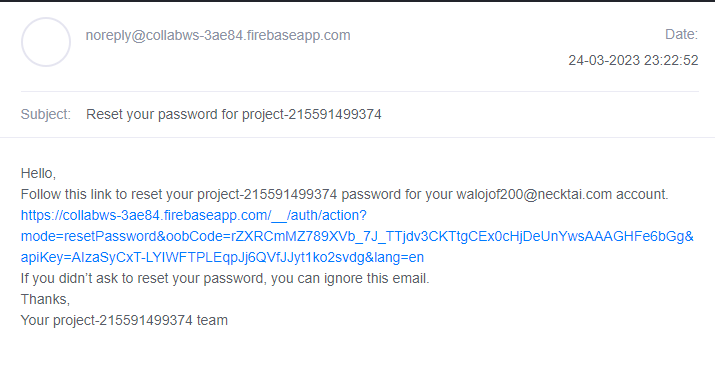 noreply@collabws-3ae84.firebaseapp.com
Date:
24-03-2023 23:22:52
Subject: Reset your password for project-215591499374
Hello,
Follow this link to reset your project-215591499374 password for your walojof200@necktai.com account.
https://collabws-3ae84.firebaseapp.com/__/auth/action?
mode=resetPassword&oobCode=rZXRCmMZ789XVb_7J_TTjdv3CKTtgCEx0cHjDeUnYwsAAAGHFe6bGg&
apiKey=AIzaSyCxT-LYIWFTPLEqpJj6QVfJJyt1ko2svdg&lang=en
If you didn't ask to reset your password, you can ignore this email.
Thanks,
Your project-215591499374 team